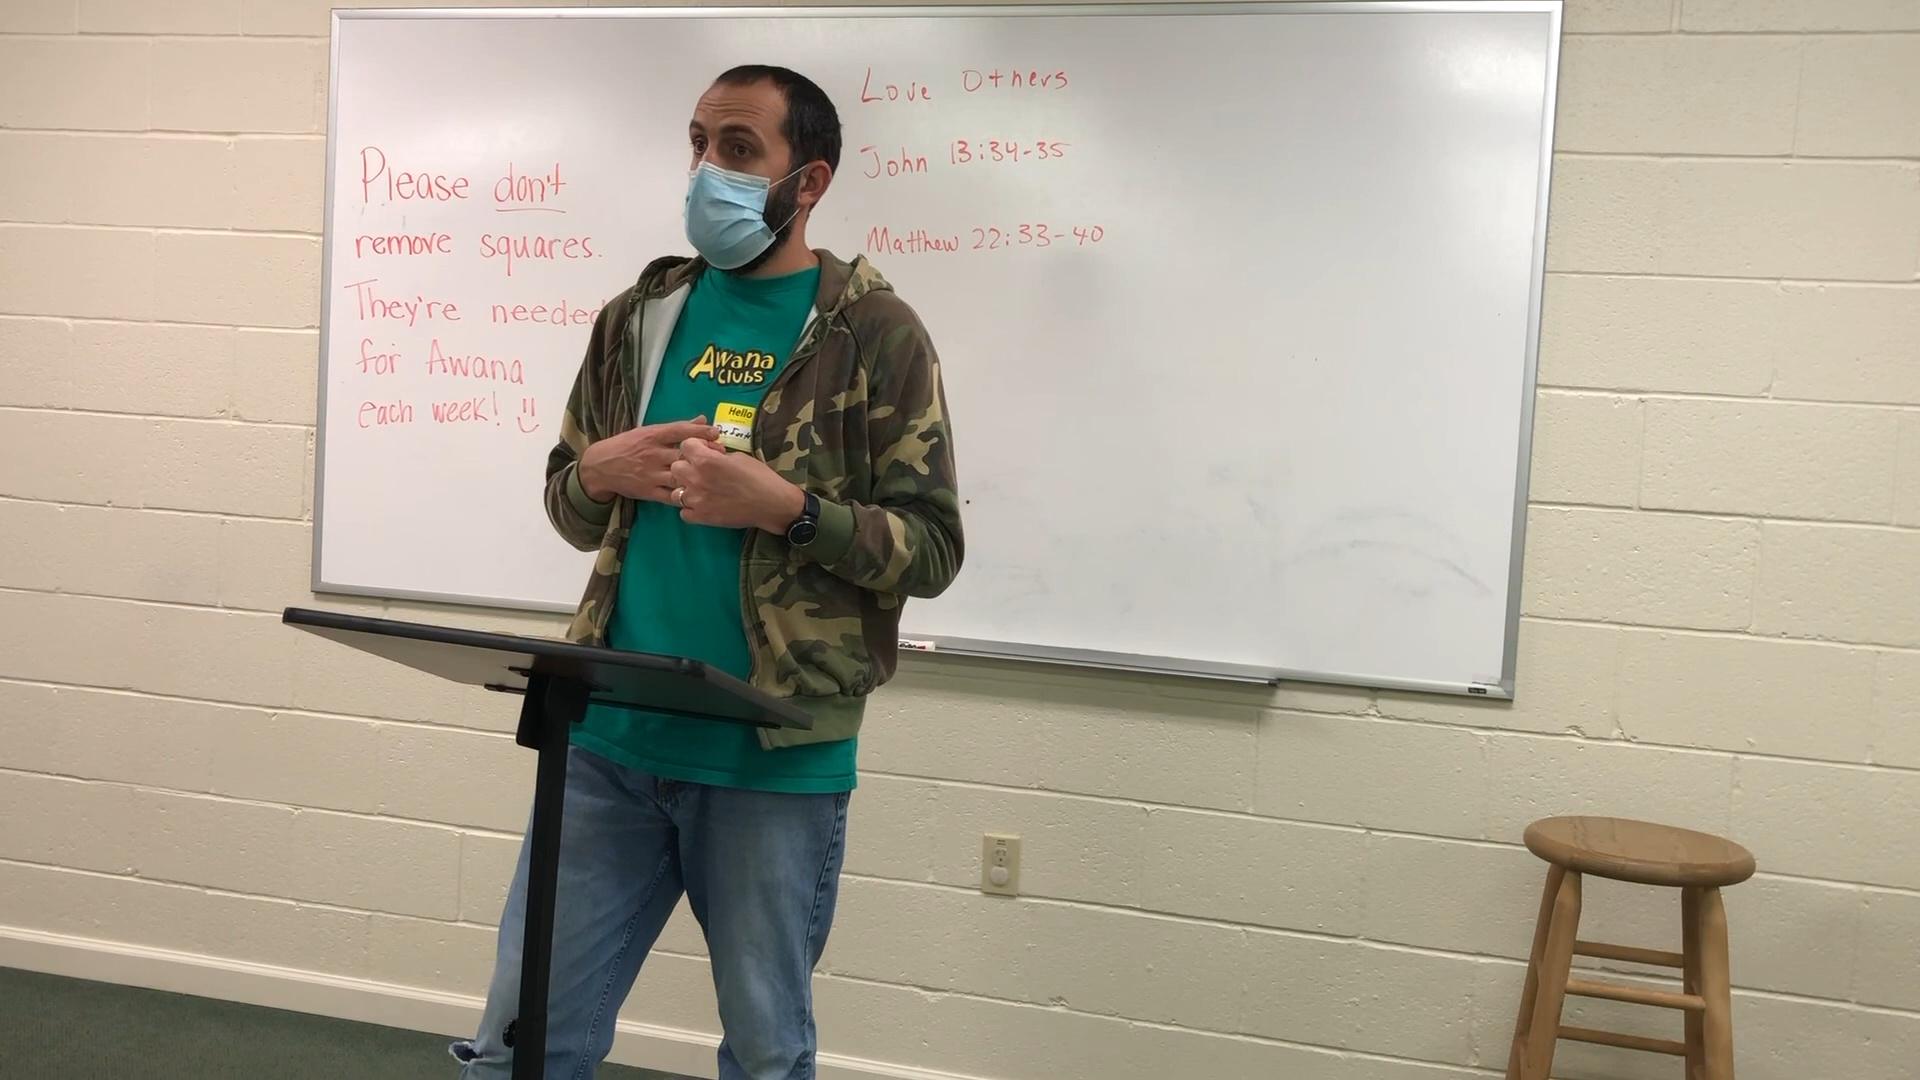 Please don't
remove squares.
They're needed
for Awana
each week!
Love Others
John 13:34-35
Matthew 22:33-40
Awana
Clubs
Hello